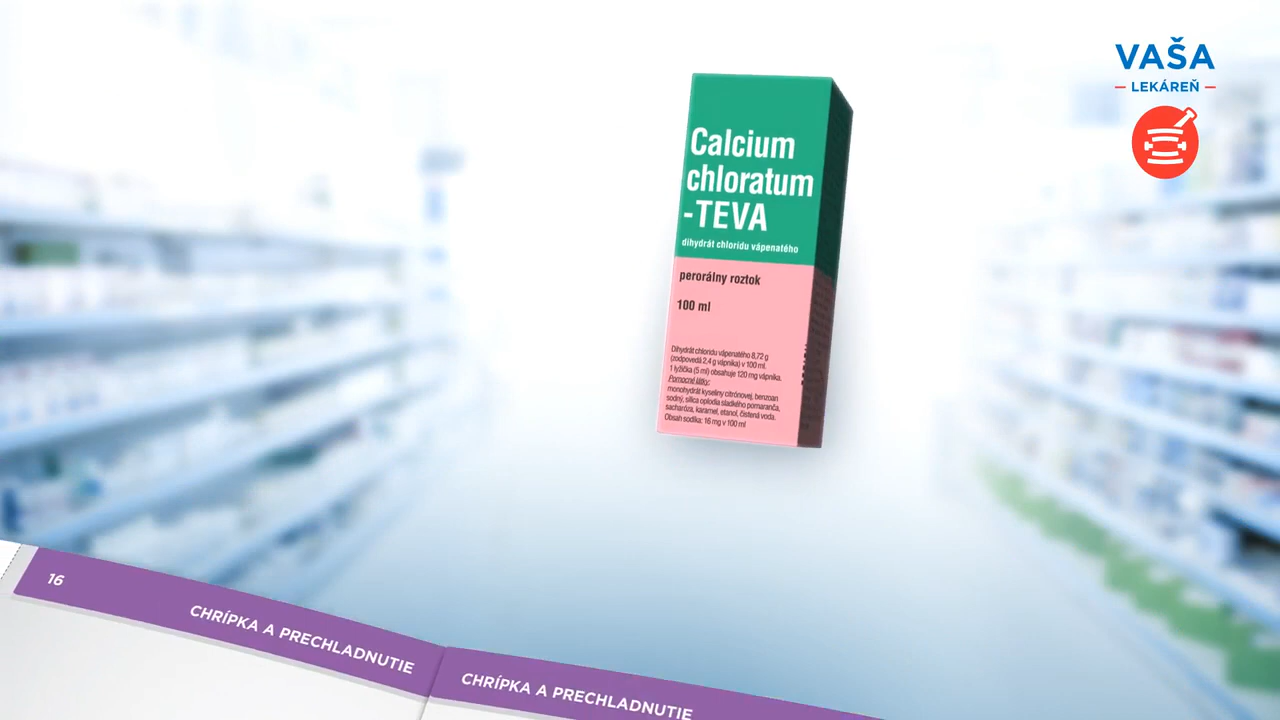 VAŠA
LEKÁREŇ
Calcium
chloratum
-TEVA
dihydrát chloridu vápenatého
perorálny roztok
100 ml
Dihydrát chloridu vápenatého 8,72 g
(zodpovedá 2,4 g vápnika) v 100 ml.
1 lyžička (5 ml) obsahuje 120 mg vápnika.
Pomocné látky:
monohydrát kyseliny citrónovej, benzoan
sodný, silica oplodia sladkého pomaranča,
sacharóza, karamel, etanol, čistená voda.
Obsah sodíka: 16 mg v 100 ml
16
CHRÍPKA A PRECHLADNUTIE
CHRÍPKA A PRECHLADNUTIE